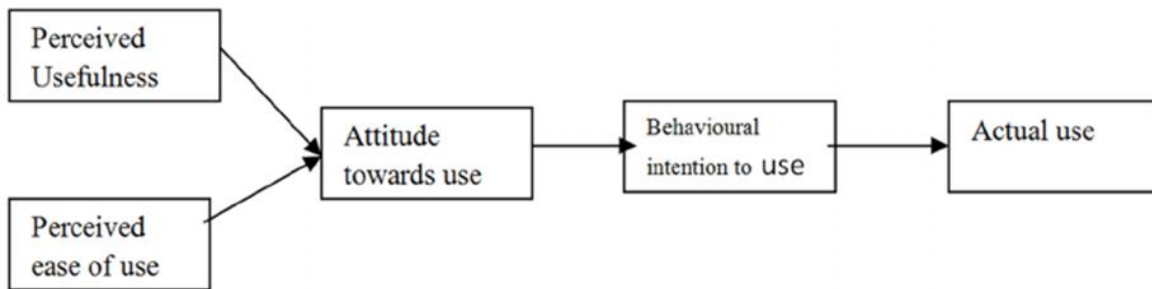 Perceived
Usefulness
Perceived
ease of use
Attitude
towards use
Behavioural
intention to use
Actual use